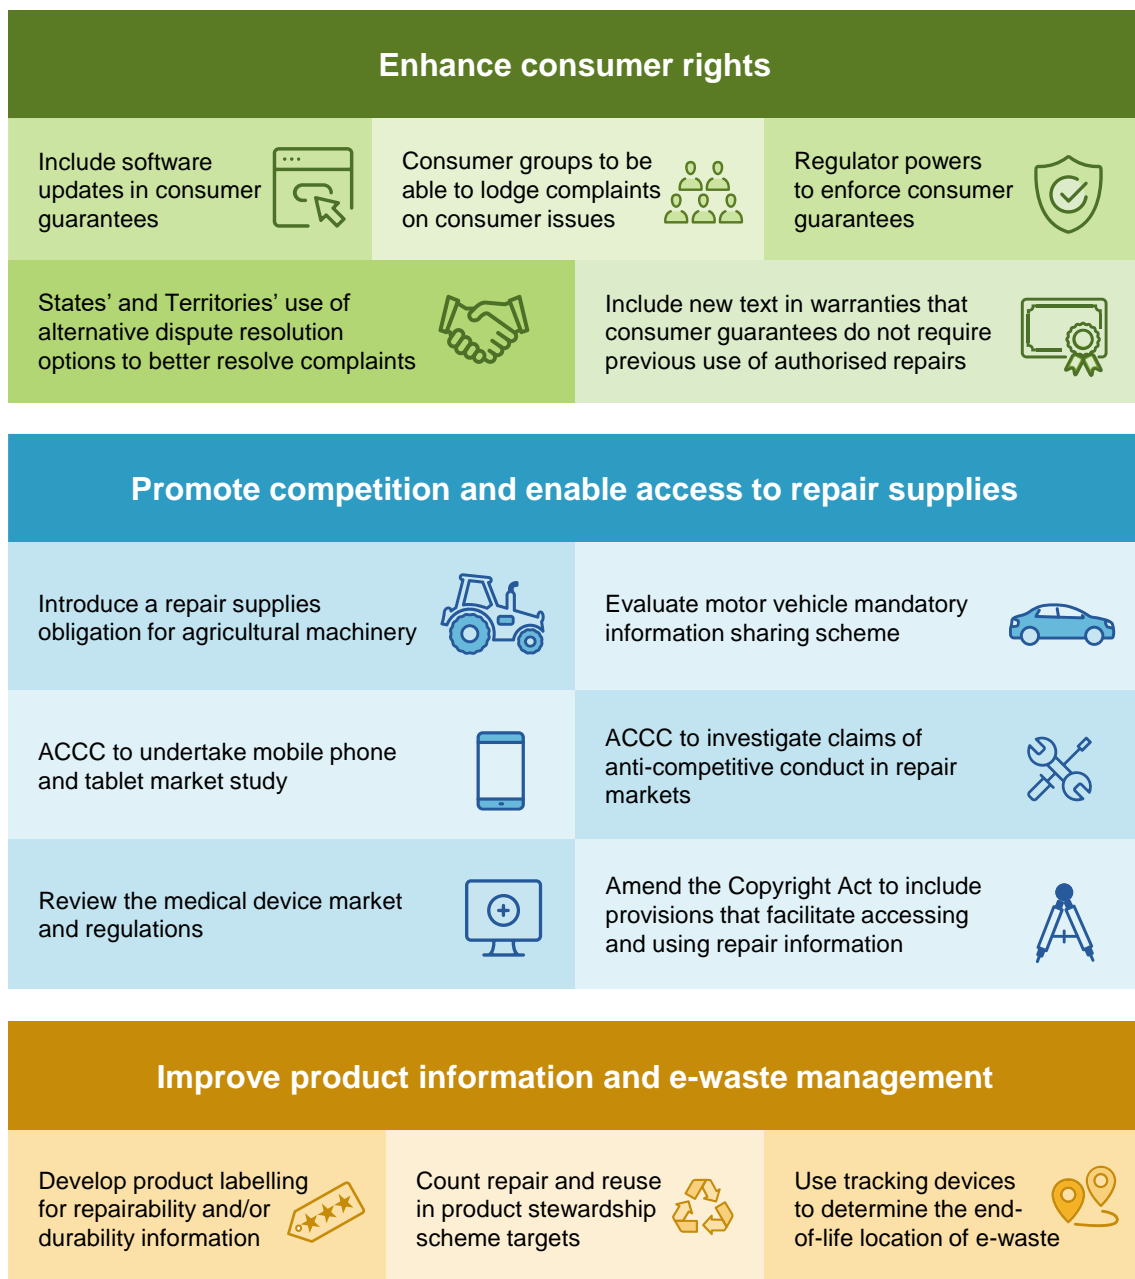 Enhance consumer rights
Include software
updates in consumer
guarantees
Consumer groups to be
able to lodge complaints
on consumer issues
Regulator powers
to enforce consumer
guarantees
States’ and Territories’ use of
alternative dispute resolution
options to better resolve complaints
Include new text in warranties that
consumer guarantees do not require
previous use of authorised repairs
Promote competition and enable access to repair supplies
Introduce a repair supplies
obligation for agricultural machinery
Evaluate motor vehicle mandatory
information sharing scheme
ACCC to undertake mobile phone
and tablet market study
ACCC to investigate claims of
anti-competitive conduct in repair
markets
Review the medical device market
and regulations
Amend the Copyright Act to include
provisions that facilitate accessing
and using repair information
Improve product information and e-waste management
Develop product labelling
for repairability and/or
durability information
Count repair and reuse
in product stewardship
scheme targets
Use tracking devices
to determine the end-
of-life location of e-waste